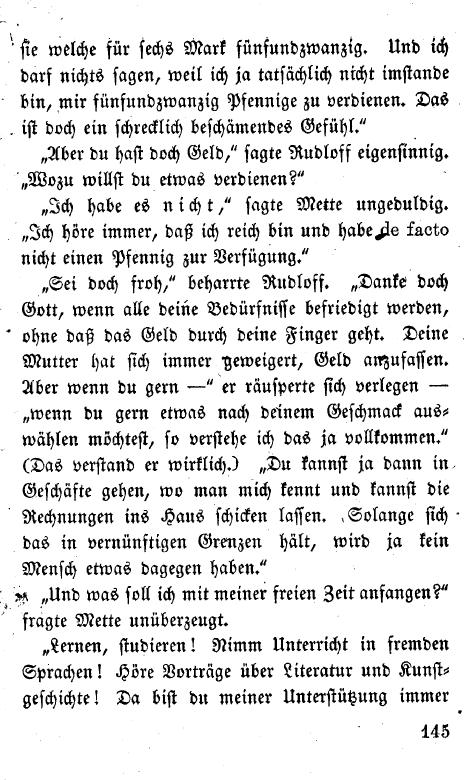 sie welche für sechs Mark fünfundzwanzig. Und ich
darf nichts sagen, weil ich ja tatsächlich nicht imstande
bin, mir fünfundzwanzig Pfennige zu verdienen. Das
ist doch ein schrecklich beschämendes Gefühl.“
„Aber du hast doch Geld,“ sagte Rudloff eigensinnig.
„Wozu willst du etwas verdienen?“
„Ich habe es nicht,“ sagte Mette ungeduldig.
„Ich höre immer, daß ich reich bin und habe de facto
nicht einen Pfennig zur Verfügung.“
„Sei doch froh,“ beharrte Rudloff. „Danke doch
Gott, wenn alle deine Bedürfnisse befriedigt werden,
ohne daß das Geld durch deine Finger geht. Deine
Mutter hat sich immer geweigert, Geld anzufassen.
Aber wenn du gern —“ er räusperte sich verlegen —
„wenn du gern etwas nach deinem Geschmack aus-
wählen möchtest, so verstehe ich das ja vollkommen.“
(Das verstand er wirklich.) „Du kannst ja dann in
Geschäfte gehen, wo man mich kennt und kannst die
Rechnungen ins Haus schicken lassen. Solange sich
das in vernünftigen Grenzen hält, wird ja kein
Mensch etwas dagegen haben.“
„Und was soll ich mit meiner freien Zeit anfangen?“
fragte Mette unüberzeugt.
„Lernen, studieren! Nimm Unterricht in fremden
Sprachen! Höre Vorträge über Literatur und Kunst-
geschichte! Da bist du meiner Unterstützung immer
145